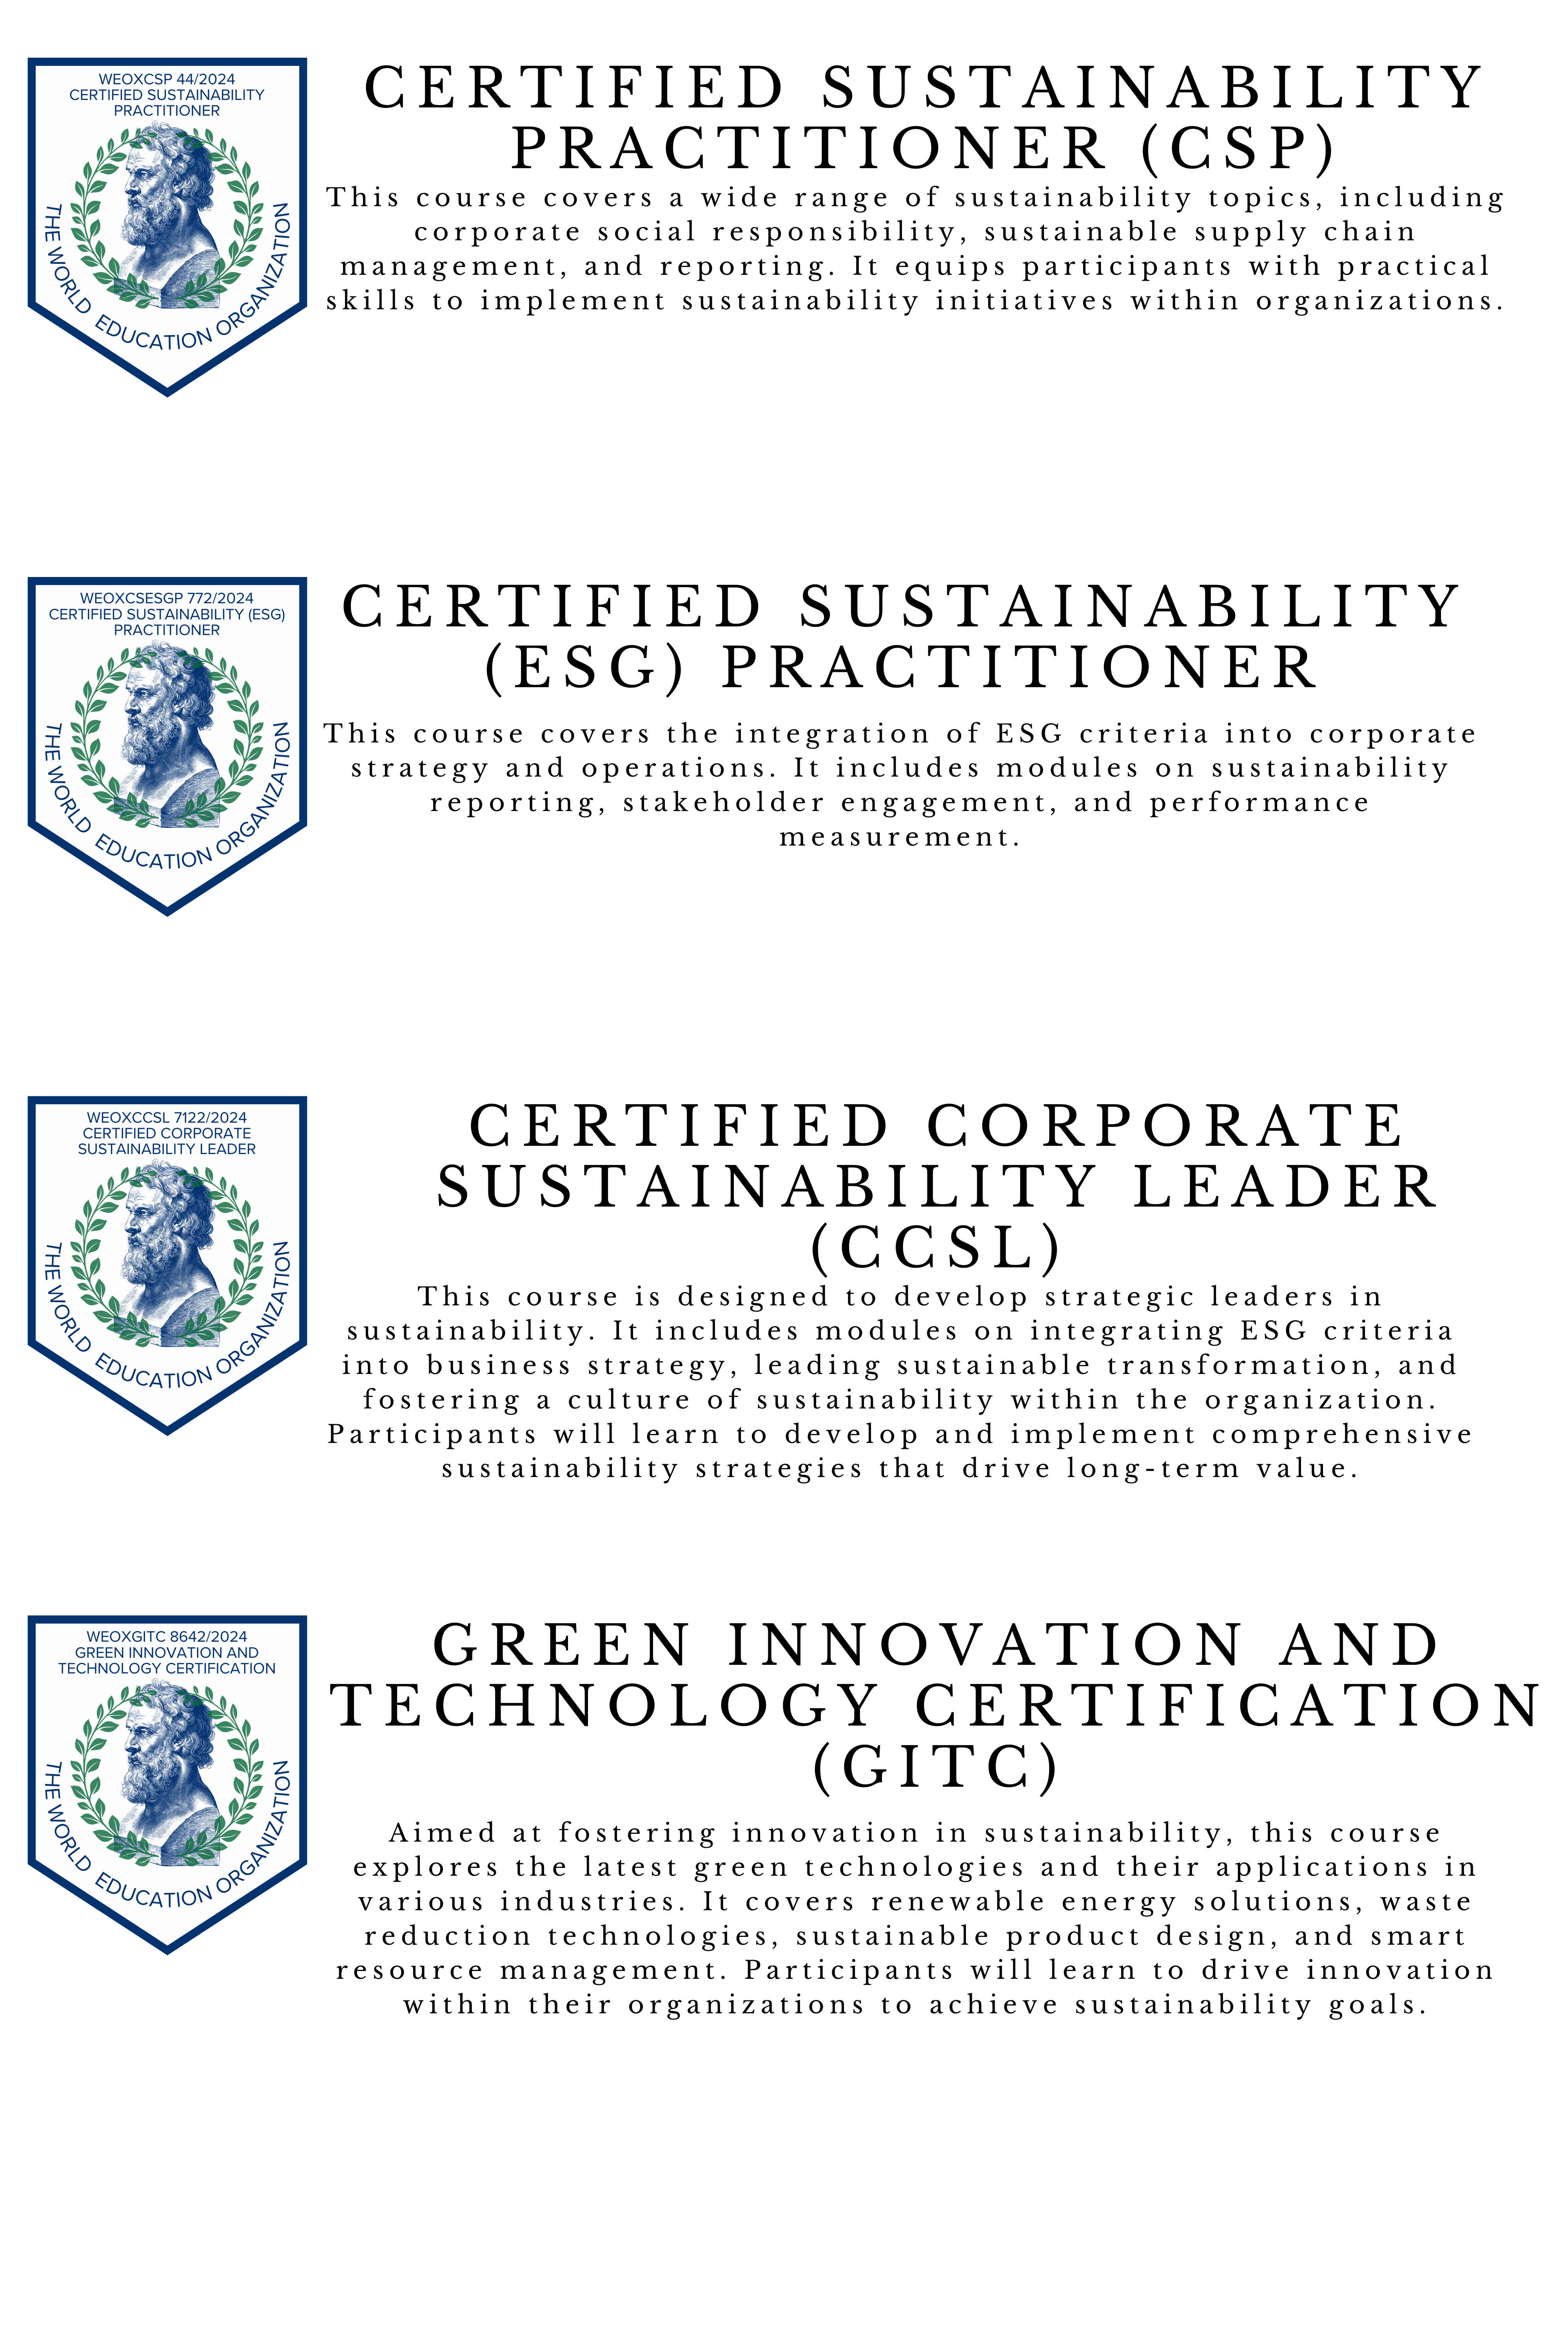 WEOXCSP 44/2024
CERTIFIED SUSTAINABILITY
PRACTITIONER
THE WORLD EDUCATION ORGANIZATION
CERTIFIED SUSTAINABILITY
PRACTITIONER (CSP)
This course covers a wide range of sustainability topics, including
corporate social responsibility, sustainable supply chain
management, and reporting. It equips participants with practical
skills to implement sustainability initiatives within organizations.
WEOXCSESGP 772/2024
CERTIFIED SUSTAINABILITY (ESG)
PRACTITIONER
THE WORLD EDUCATION ORGANIZATION
CERTIFIED SUSTAINABILITY
(ESG) PRACTITIONER
This course covers the integration of ESG criteria into corporate
strategy and operations. It includes modules on sustainability
reporting, stakeholder engagement, and performance
measurement.
WEOXCCSL 7122/2024
CERTIFIED CORPORATE
SUSTAINABILITY LEADER
THE WORLD EDUCATION ORGANIZATION
CERTIFIED CORPORATE
SUSTAINABILITY LEADER
(CCSL)
This course is designed to develop strategic leaders in
sustainability. It includes modules on integrating ESG criteria
into business strategy, leading sustainable transformation, and
fostering a culture of sustainability within the organization.
Participants will learn to develop and implement comprehensive
sustainability strategies that drive long-term value.
WEOXGITC 8642/2024
GREEN INNOVATION AND
TECHNOLOGY CERTIFICATION
THE WORLD EDUCATION ORGANIZATION
GREEN INNOVATION AND
TECHNOLOGY CERTIFICATION
(GITC)
Aimed at fostering innovation in sustainability, this course
explores the latest green technologies and their applications in
various industries. It covers renewable energy solutions, waste
reduction technologies, sustainable product design, and smart
resource management. Participants will learn to drive innovation
within their organizations to achieve sustainability goals.